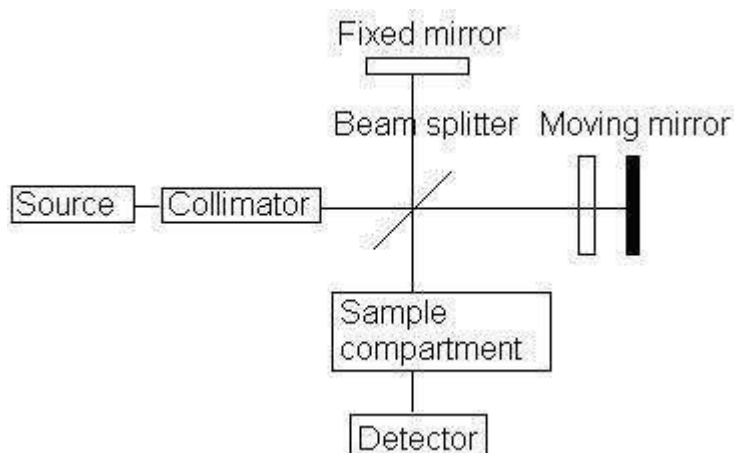 Fixed mirror
Beam splitter
Moving mirror
Source
Collimator
Sample
compartment
Detector